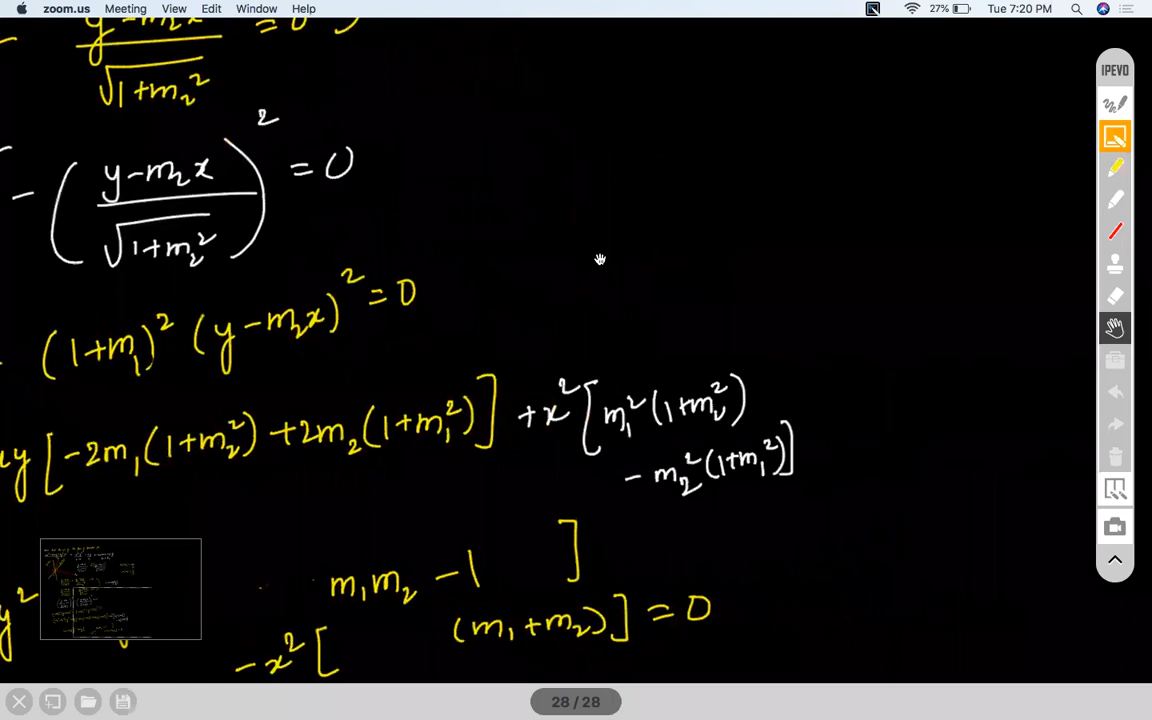 zoom.us Meeting View Edit Window Help 27% Tue 7:20 PM
y-m₂x = 0
√1+m₂²
IPEVO
- (y-m₂x / √1+m₂²)² = 0
(1+m₁)² (y-m₂x)² = 0
xy[-2m₁(1+m₂²) +2m₂(1+m₁²)] +x²[m₁²(1+m₂²)
- m₂²(1+m₁²)]
y² m₁m₂ -1 ]
-x²[ (m₁+m₂)] = 0
28 / 28